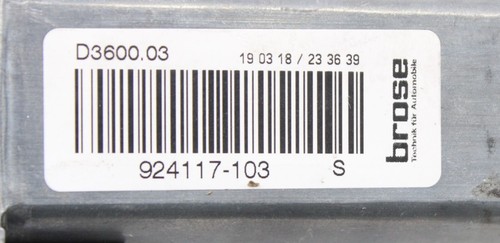 D3600.03 19 03 18 / 23 36 39
924117-103 S
brose
Technik für Automobile